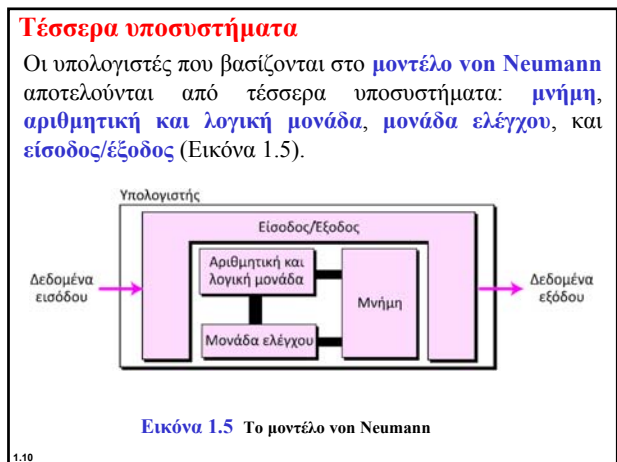 Τέσσερα υποσυστήματα
Οι υπολογιστές που βασίζονται στο μοντέλο von Neumann
αποτελούνται από τέσσερα υποσυστήματα: μνήμη,
αριθμητική και λογική μονάδα, μονάδα ελέγχου, και
είσοδος/έξοδος (Εικόνα 1.5).
Υπολογιστής
Είσοδος/Έξοδος
Δεδομένα
εισόδου
Αριθμητική και
λογική μονάδα
Μνήμη
Μονάδα ελέγχου
Δεδομένα
εξόδου
Εικόνα 1.5 Το μοντέλο von Neumann
1.10